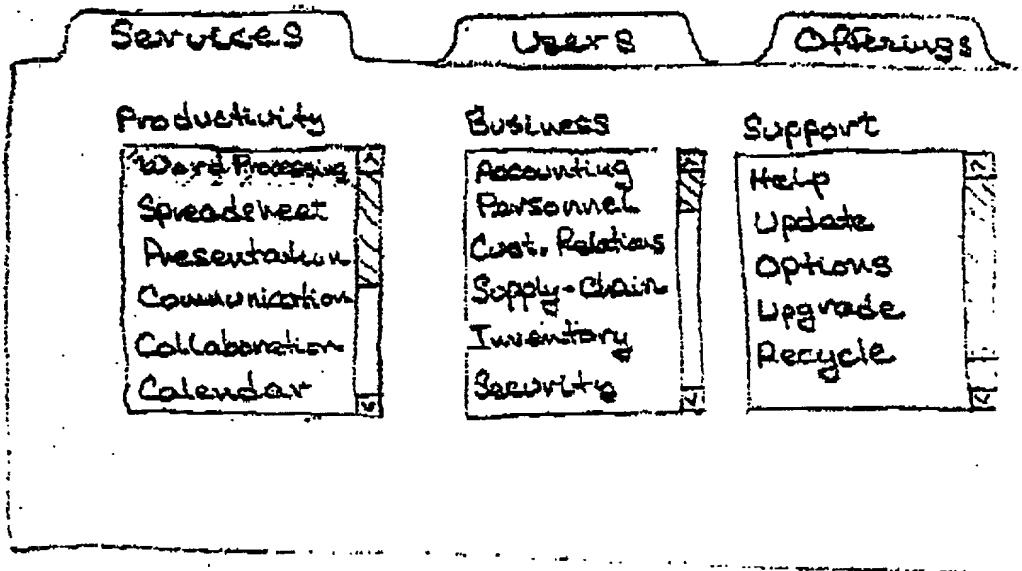 Services
Users
Offerings
Productivity
Word Processing
Spreadsheet
Presentation
Communication
Collaboration
Calendar
Business
Accounting
Personnel
Cust. Relations
Supply-Chain
Inventory
Security
Support
Help
Update
Options
Upgrade
Recycle